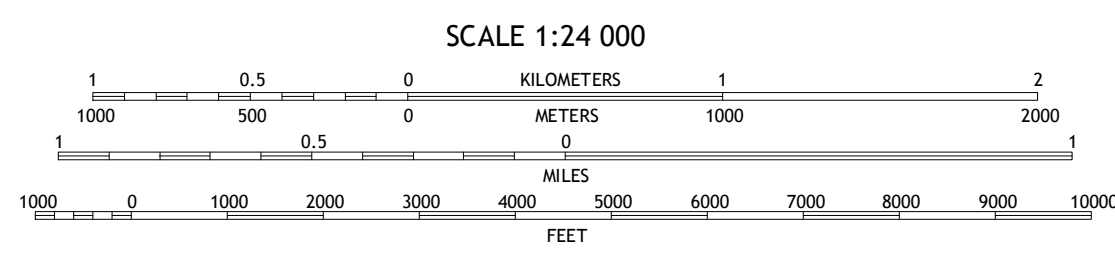 SCALE 1:24 000
1 0.5 0 KILOMETERS 1 2
1000 500 0 METERS 1000 2000
1 0.5 0 1
MILES
1000 0 1000 2000 3000 4000 5000 6000 7000 8000 9000 10000
FEET